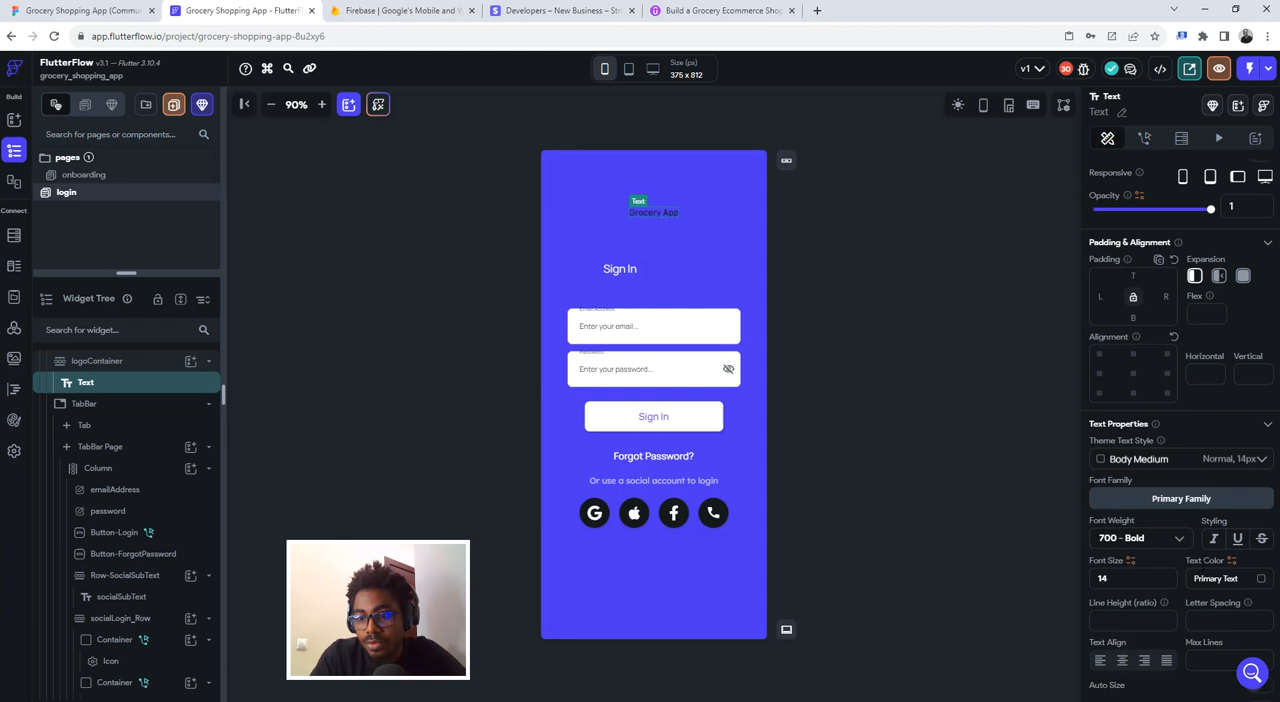 Grocery Shopping App (Commu
Grocery Shopping App - FlutterFl
Firebase | Google's Mobile and W
Developers – New Business – Stri
Build a Grocery Ecommerce Shop
app.flutterflow.io/project/grocery-shopping-app-8u2xy6
FlutterFlow v3.1 — Flutter 3.10.4
grocery_shopping_app
Size (px)
375 x 812
v1
30
Build
90%
Search for pages or components...
pages 1
onboarding
login
Connect
Widget Tree
Search for widget...
logoContainer
Text
TabBar
Tab
TabBar Page
Column
emailAddress
password
Button-Login
Button-ForgotPassword
Row-SocialSubText
socialSubText
socialLogin_Row
Container
Icon
Container
Text
Grocery App
Sign In
Email Address
Enter your email...
Password
Enter your password...
Sign In
Forgot Password?
Or use a social account to login
Text
Text
Responsive
Opacity
1
Padding & Alignment
Padding
Expansion
T
L
R
B
Flex
Alignment
Horizontal
Vertical
Text Properties
Theme Text Style
Body Medium
Normal, 14px
Font Family
Primary Family
Font Weight
Styling
700 - Bold
Font Size
Text Color
14
Primary Text
Line Height (ratio)
Letter Spacing
Text Align
Max Lines
Auto Size